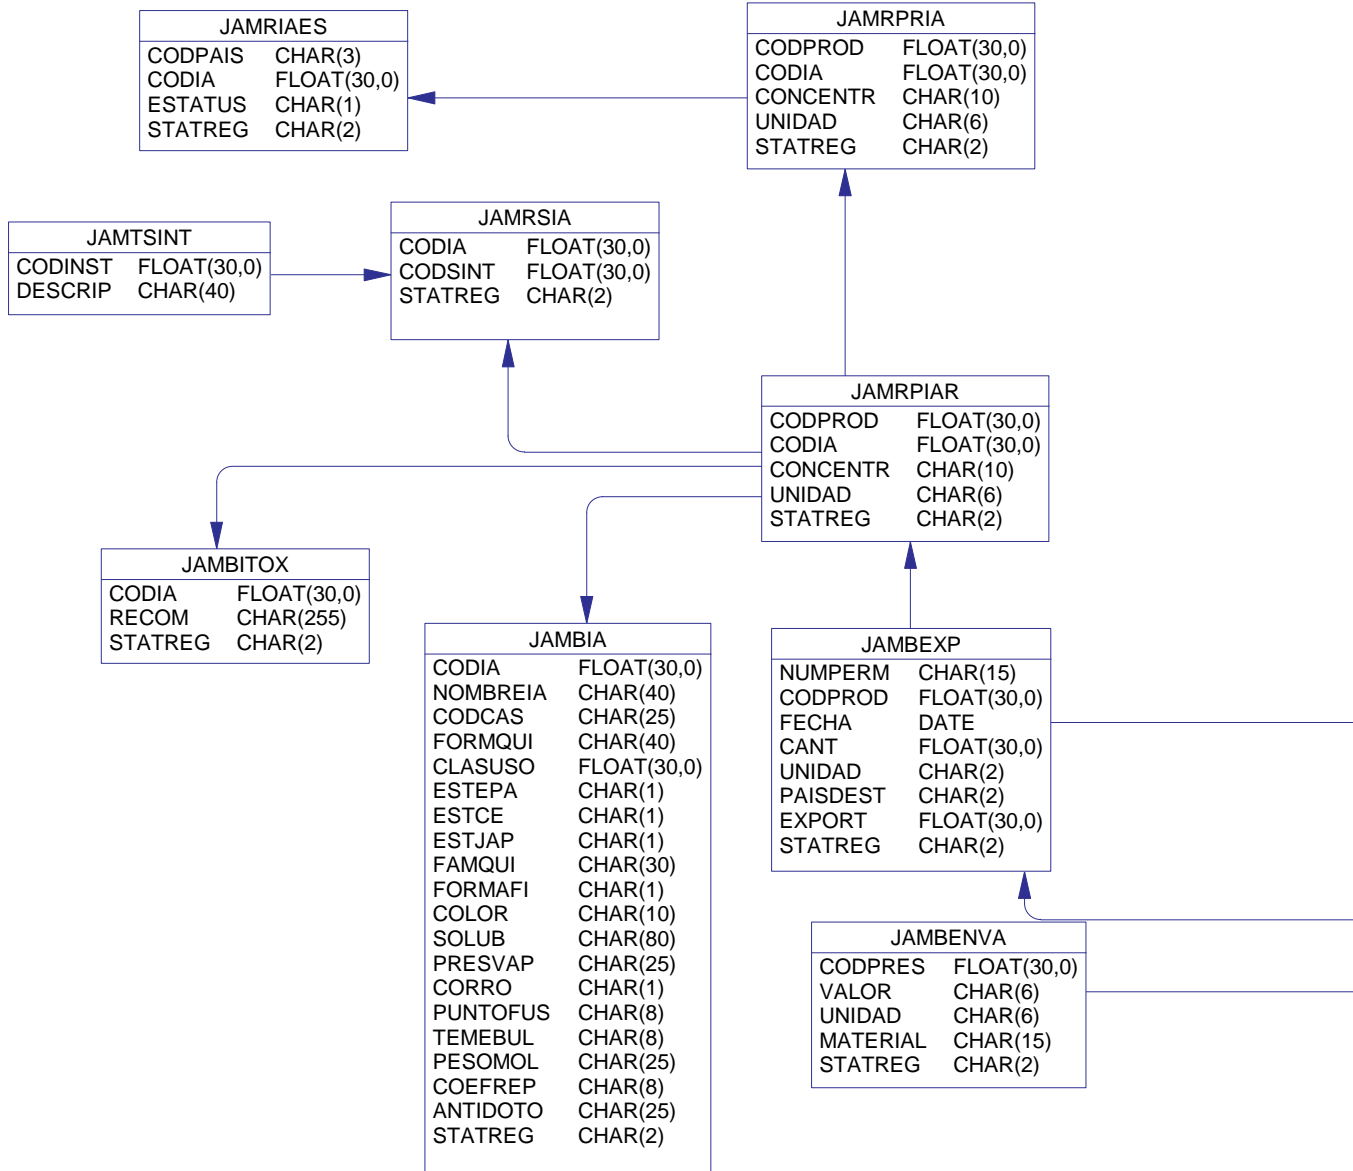 JAMRIAES
CODPAIS CHAR(3)
CODIA FLOAT(30,0)
ESTATUS CHAR(1)
STATREG CHAR(2)
JAMRPRIA
CODPROD FLOAT(30,0)
CODIA FLOAT(30,0)
CONCENTR CHAR(10)
UNIDAD CHAR(6)
STATREG CHAR(2)
JAMTSINT
CODINST FLOAT(30,0)
DESCRIP CHAR(40)
JAMRSIA
CODIA FLOAT(30,0)
CODSINT FLOAT(30,0)
STATREG CHAR(2)
JAMRPIAR
CODPROD FLOAT(30,0)
CODIA FLOAT(30,0)
CONCENTR CHAR(10)
UNIDAD CHAR(6)
STATREG CHAR(2)
JAMBITOX
CODIA FLOAT(30,0)
RECOM CHAR(255)
STATREG CHAR(2)
JAMBIA
CODIA FLOAT(30,0)
NOMBREIA CHAR(40)
CODCAS CHAR(25)
FORMQUI CHAR(40)
CLASUSO FLOAT(30,0)
ESTEPA CHAR(1)
ESTCE CHAR(1)
ESTJAP CHAR(1)
FAMQUI CHAR(30)
FORMAFI CHAR(1)
COLOR CHAR(10)
SOLUB CHAR(80)
PRESVAP CHAR(25)
CORRO CHAR(1)
PUNTOFUS CHAR(8)
TEMEBUL CHAR(8)
PESOMOL CHAR(25)
COEFREP CHAR(8)
ANTIDOTO CHAR(25)
STATREG CHAR(2)
JAMBEXP
NUMPERM CHAR(15)
CODPROD FLOAT(30,0)
FECHA DATE
CANT FLOAT(30,0)
UNIDAD CHAR(2)
PAISDEST CHAR(2)
EXPORT FLOAT(30,0)
STATREG CHAR(2)
JAMBENVA
CODPRES FLOAT(30,0)
VALOR CHAR(6)
UNIDAD CHAR(6)
MATERIAL CHAR(15)
STATREG CHAR(2)